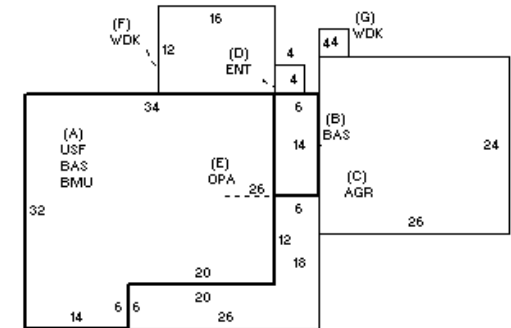 16
(F)
WDK
12
(D)
ENT
4
4
(G)
WDK
44
34
6
(B)
BAS
14
24
(A)
USF
BAS
BMU
(E)
OPA
26
(C)
AGR
32
6
26
12
18
20
20
6 6
14
26